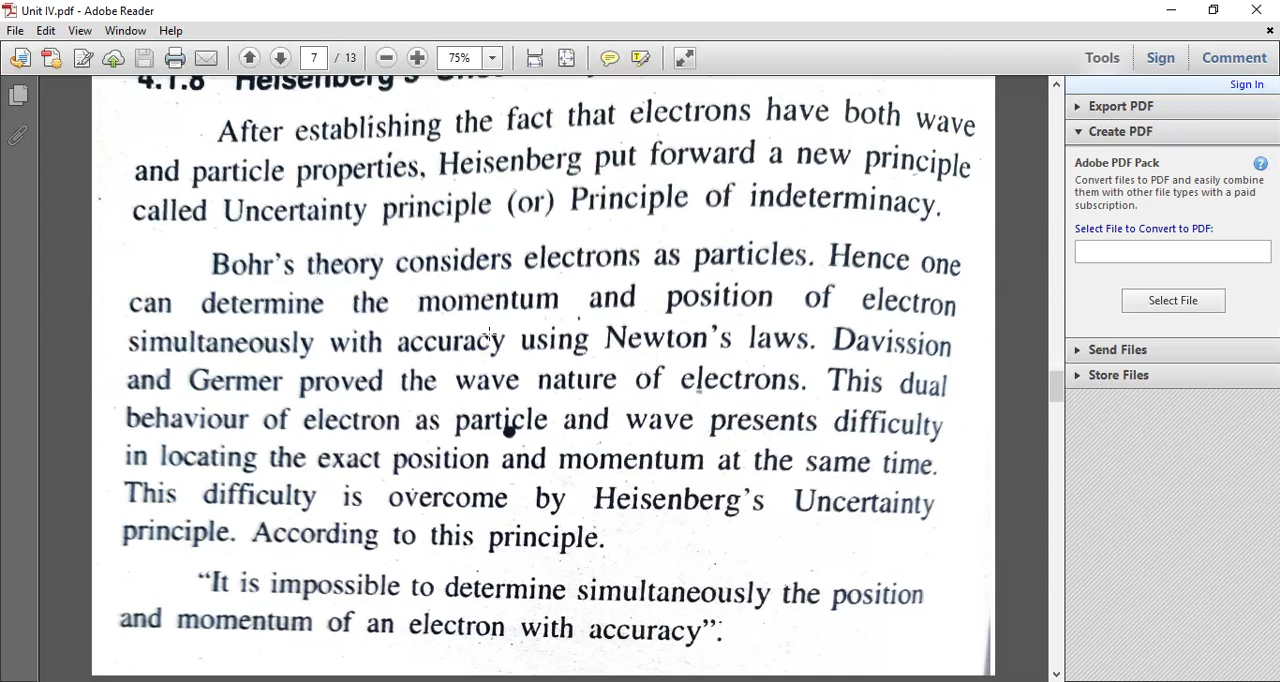 Unit IV.pdf - Adobe Reader
File Edit View Window Help
7 / 13 75% Tools Sign Comment
Sign In
Export PDF
Create PDF
Adobe PDF Pack
Convert files to PDF and easily combine
them with other file types with a paid
subscription.
Select File to Convert to PDF:
Select File
Send Files
Store Files
4.1.8 Heisenberg's
After establishing the fact that electrons have both wave
and particle properties, Heisenberg put forward a new principle
called Uncertainty principle (or) Principle of indeterminacy.
Bohr's theory considers electrons as particles. Hence one
can determine the momentum and position of electron
simultaneously with accuracy using Newton's laws. Davission
and Germer proved the wave nature of electrons. This dual
behaviour of electron as particle and wave presents difficulty
in locating the exact position and momentum at the same time.
This difficulty is overcome by Heisenberg's Uncertainty
principle. According to this principle.
“It is impossible to determine simultaneously the position
and momentum of an electron with accuracy”.